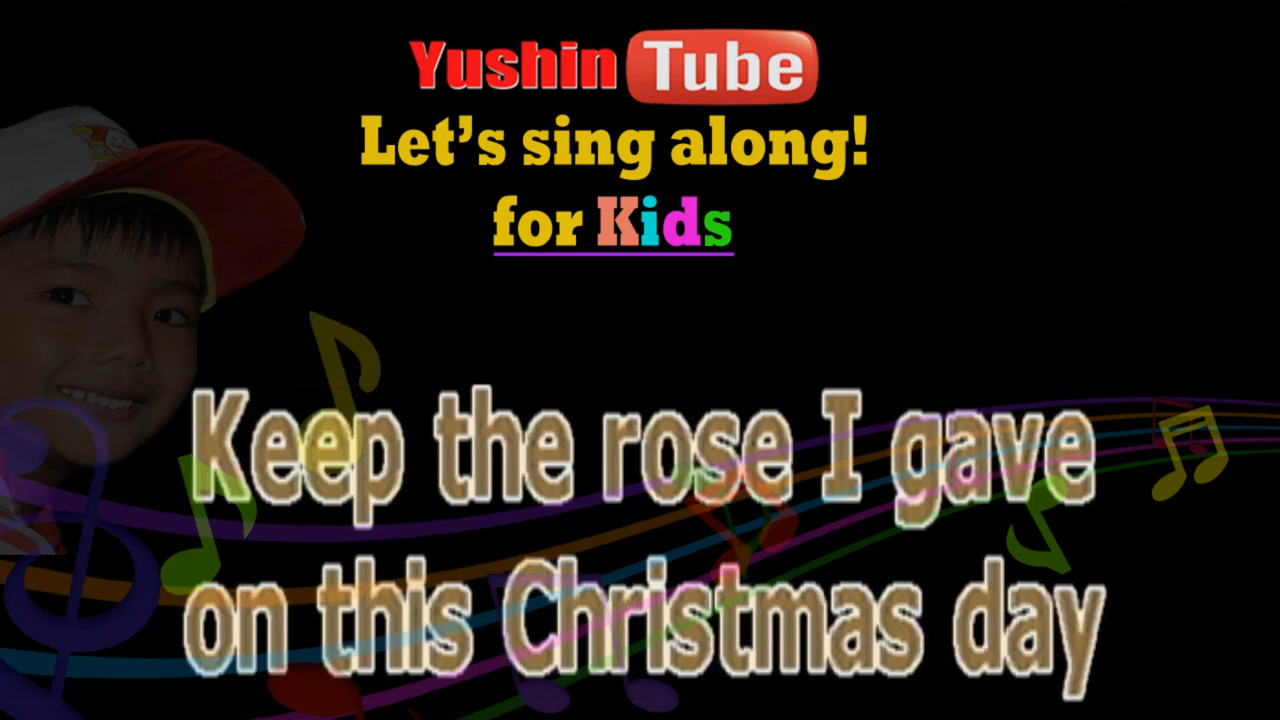 Yushin Tube
Let's sing along!
for Kids
Keep the rose I gave
on this Christmas day